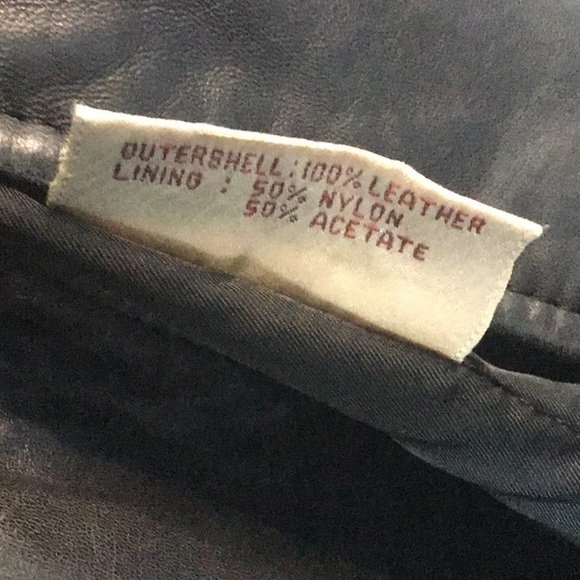 OUTERSHELL: 100% LEATHER
LINING : 50% NYLON
50% ACETATE